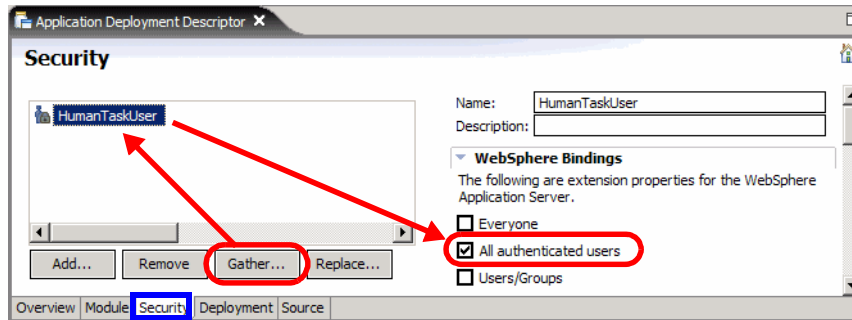 Application Deployment Descriptor
Security
HumanTaskUser
Name: HumanTaskUser
Description:
WebSphere Bindings
The following are extension properties for the WebSphere
Application Server.
Everyone
All authenticated users
Users/Groups
Add... Remove Gather... Replace...
Overview Module Security Deployment Source